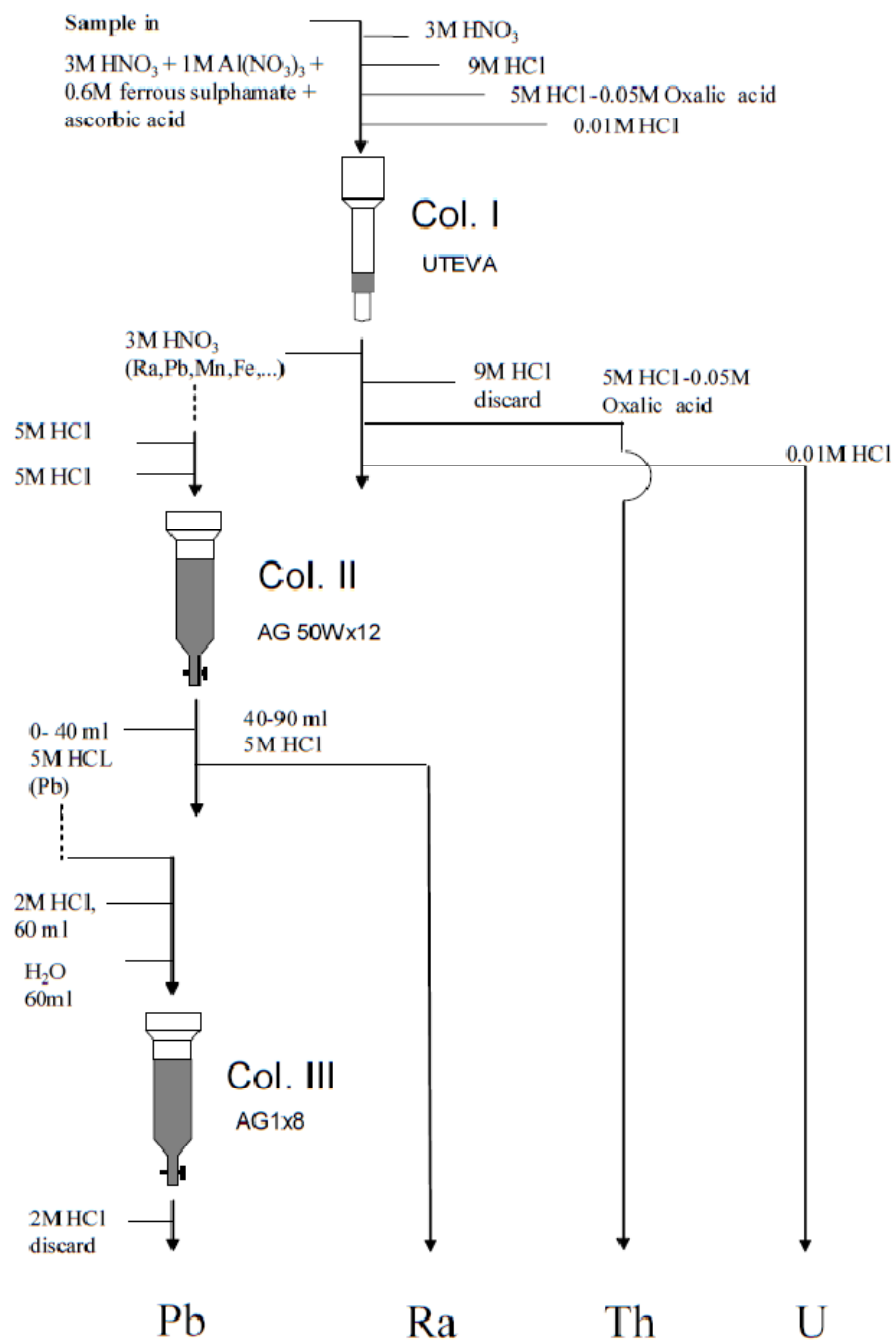 Sample in
3M HNO₃ + 1M Al(NO₃)₃ +
0.6M ferrous sulphamate +
ascorbic acid
3M HNO₃
9M HCl
5M HCl -0.05M Oxalic acid
0.01M HCl
Col. I
UTEVA
3M HNO₃
(Ra,Pb,Mn,Fe,...)
9M HCl
discard
5M HCl-0.05M
Oxalic acid
0.01M HCl
5M HCl
5M HCl
Col. II
AG 50Wx12
0- 40 ml
5M HCL
(Pb)
40-90 ml
5M HCl
2M HCl,
60 ml
H₂O
60ml
Col. III
AG1x8
2M HCl
discard
Pb Ra Th U